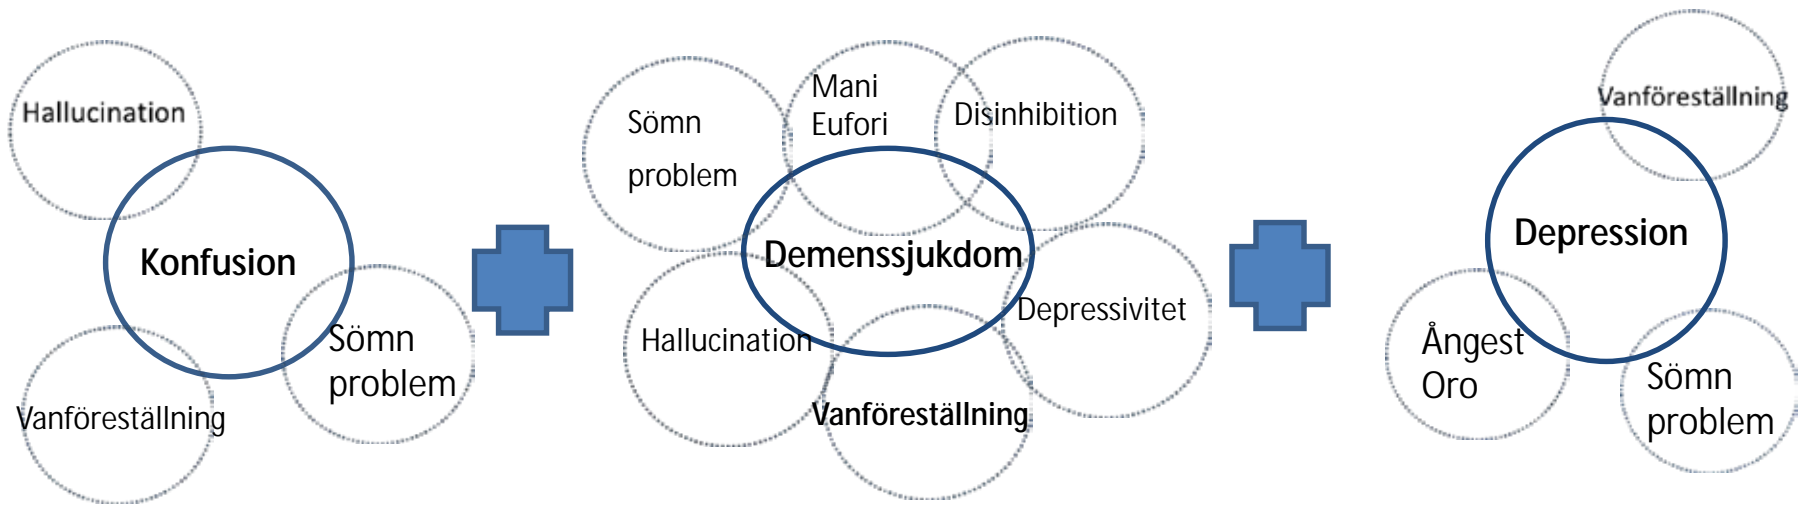 Hallucination
Konfusion
Sömn
problem
Vanföreställning
Sömn
problem
Mani
Eufori
Disinhibition
Demenssjukdom
Hallucination
Depressivitet
Vanföreställning
Vanföreställning
Depression
Ångest
Oro
Sömn
problem